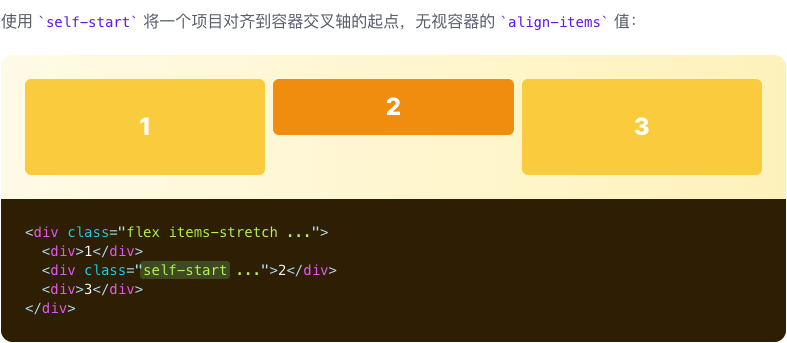 使用 `self-start` 将一个项目对齐到容器交叉轴的起点，无视容器的 `align-items` 值：
1
2
3
<div class="flex items-stretch ...">
  <div>1</div>
  <div class="self-start ...">2</div>
  <div>3</div>
</div>